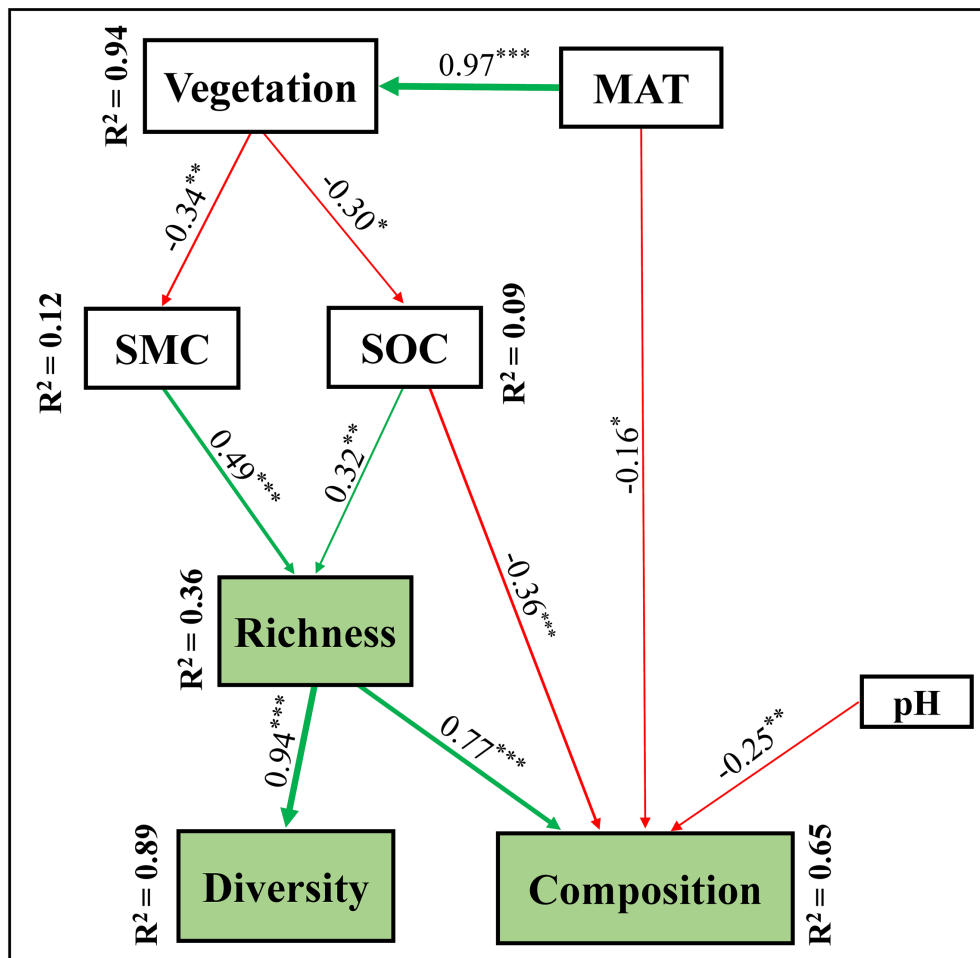 R² = 0.94
Vegetation
0.97***
MAT
-0.34**
-0.30*
R² = 0.12
SMC
SOC
R² = 0.09
-0.16*
0.49***
0.32**
-0.36***
R² = 0.36
Richness
pH
0.94***
0.77***
-0.25**
R² = 0.89
Diversity
Composition
R² = 0.65